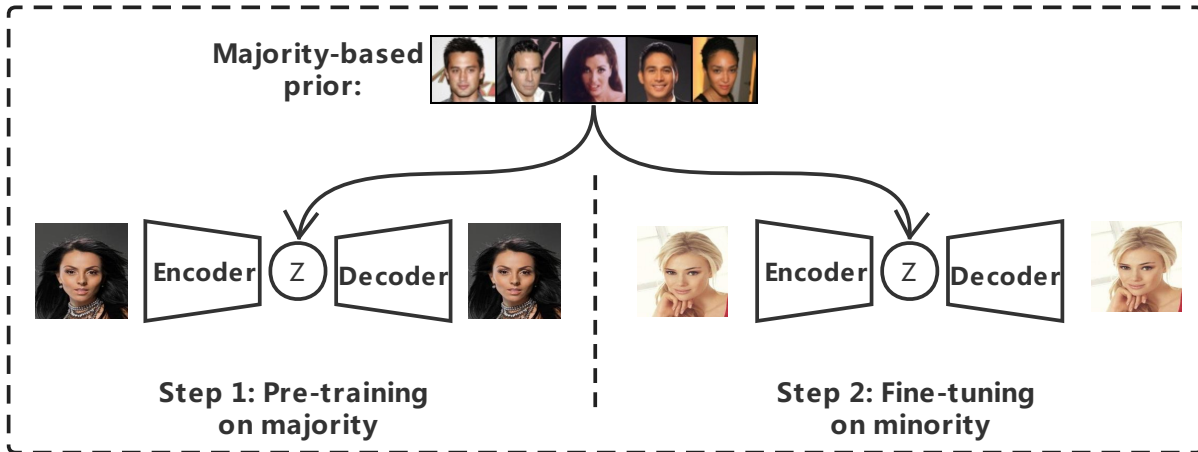 Majority-based
prior:
Encoder
Z
Decoder
Encoder
Z
Decoder
Step 1: Pre-training
on majority
Step 2: Fine-tuning
on minority